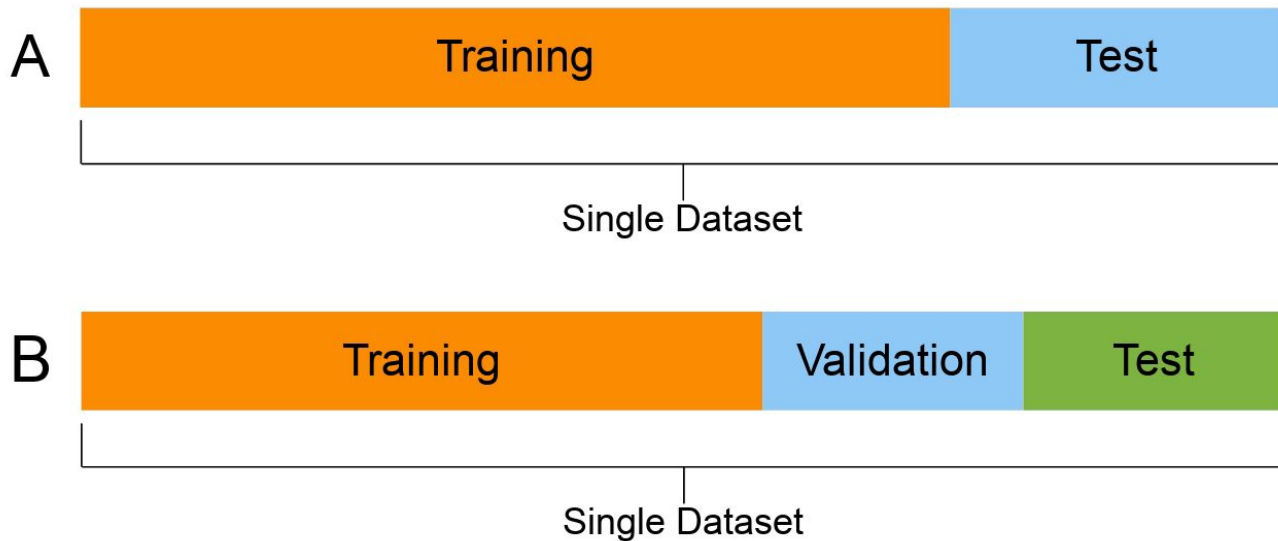 A Training Test
Single Dataset
B Training Validation Test
Single Dataset